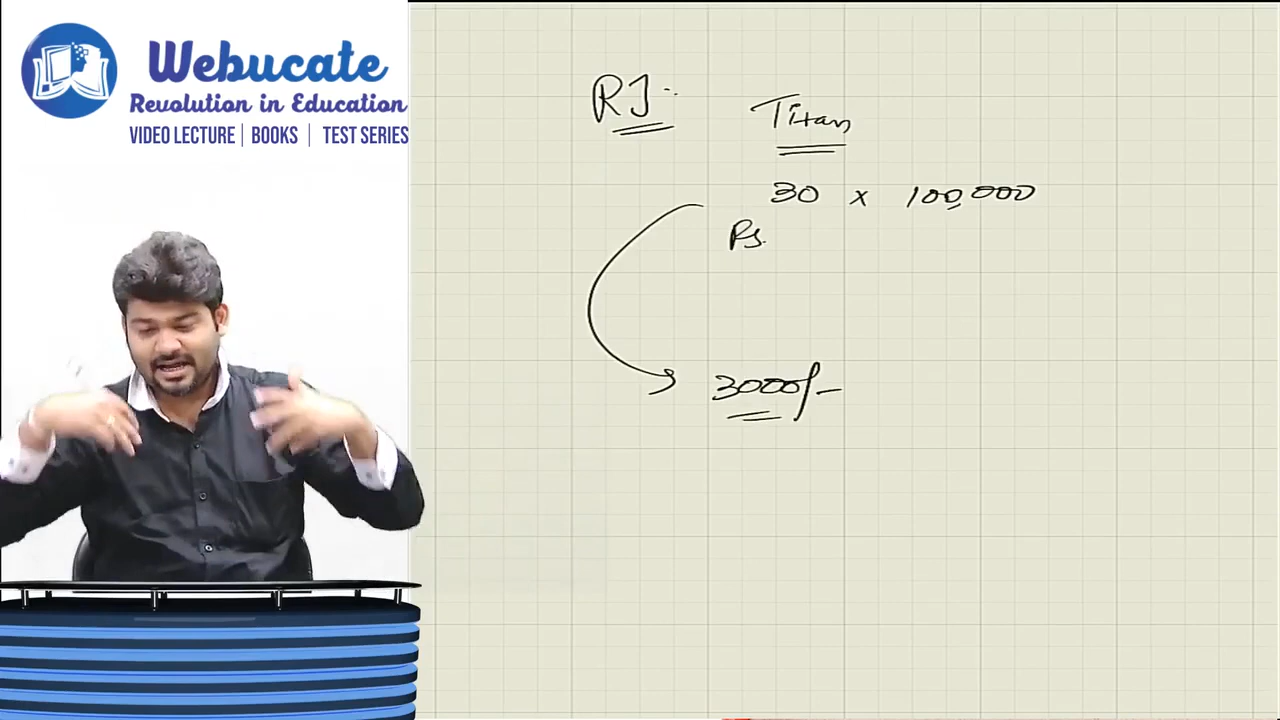 Webucate
Revolution in Education
VIDEO LECTURE | BOOKS | TEST SERIES
RJ:
Titan
30 x 100,000
Rs.
3000/-